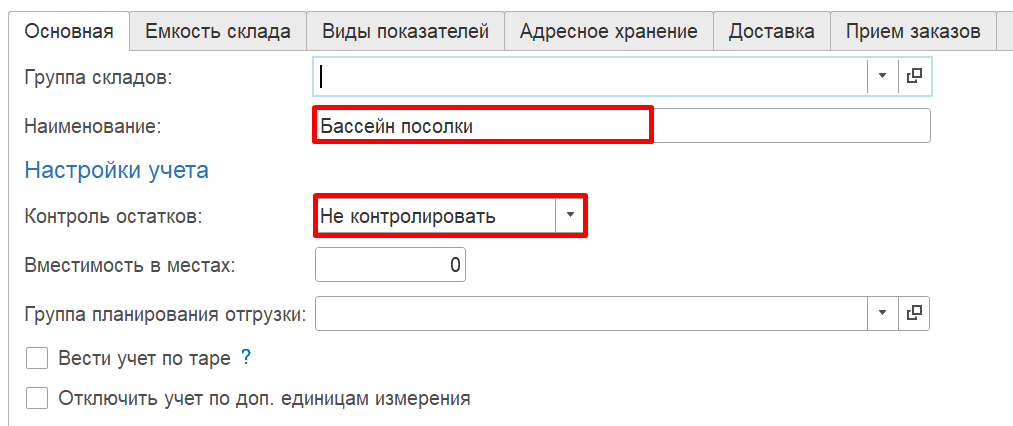 Основная Емкость склада Виды показателей Адресное хранение Доставка Прием заказов
Группа складов:
Наименование: Бассейн посолки
Настройки учета
Контроль остатков: Не контролировать
Вместимость в местах: 0
Группа планирования отгрузки:
Вести учет по таре ?
Отключить учет по доп. единицам измерения